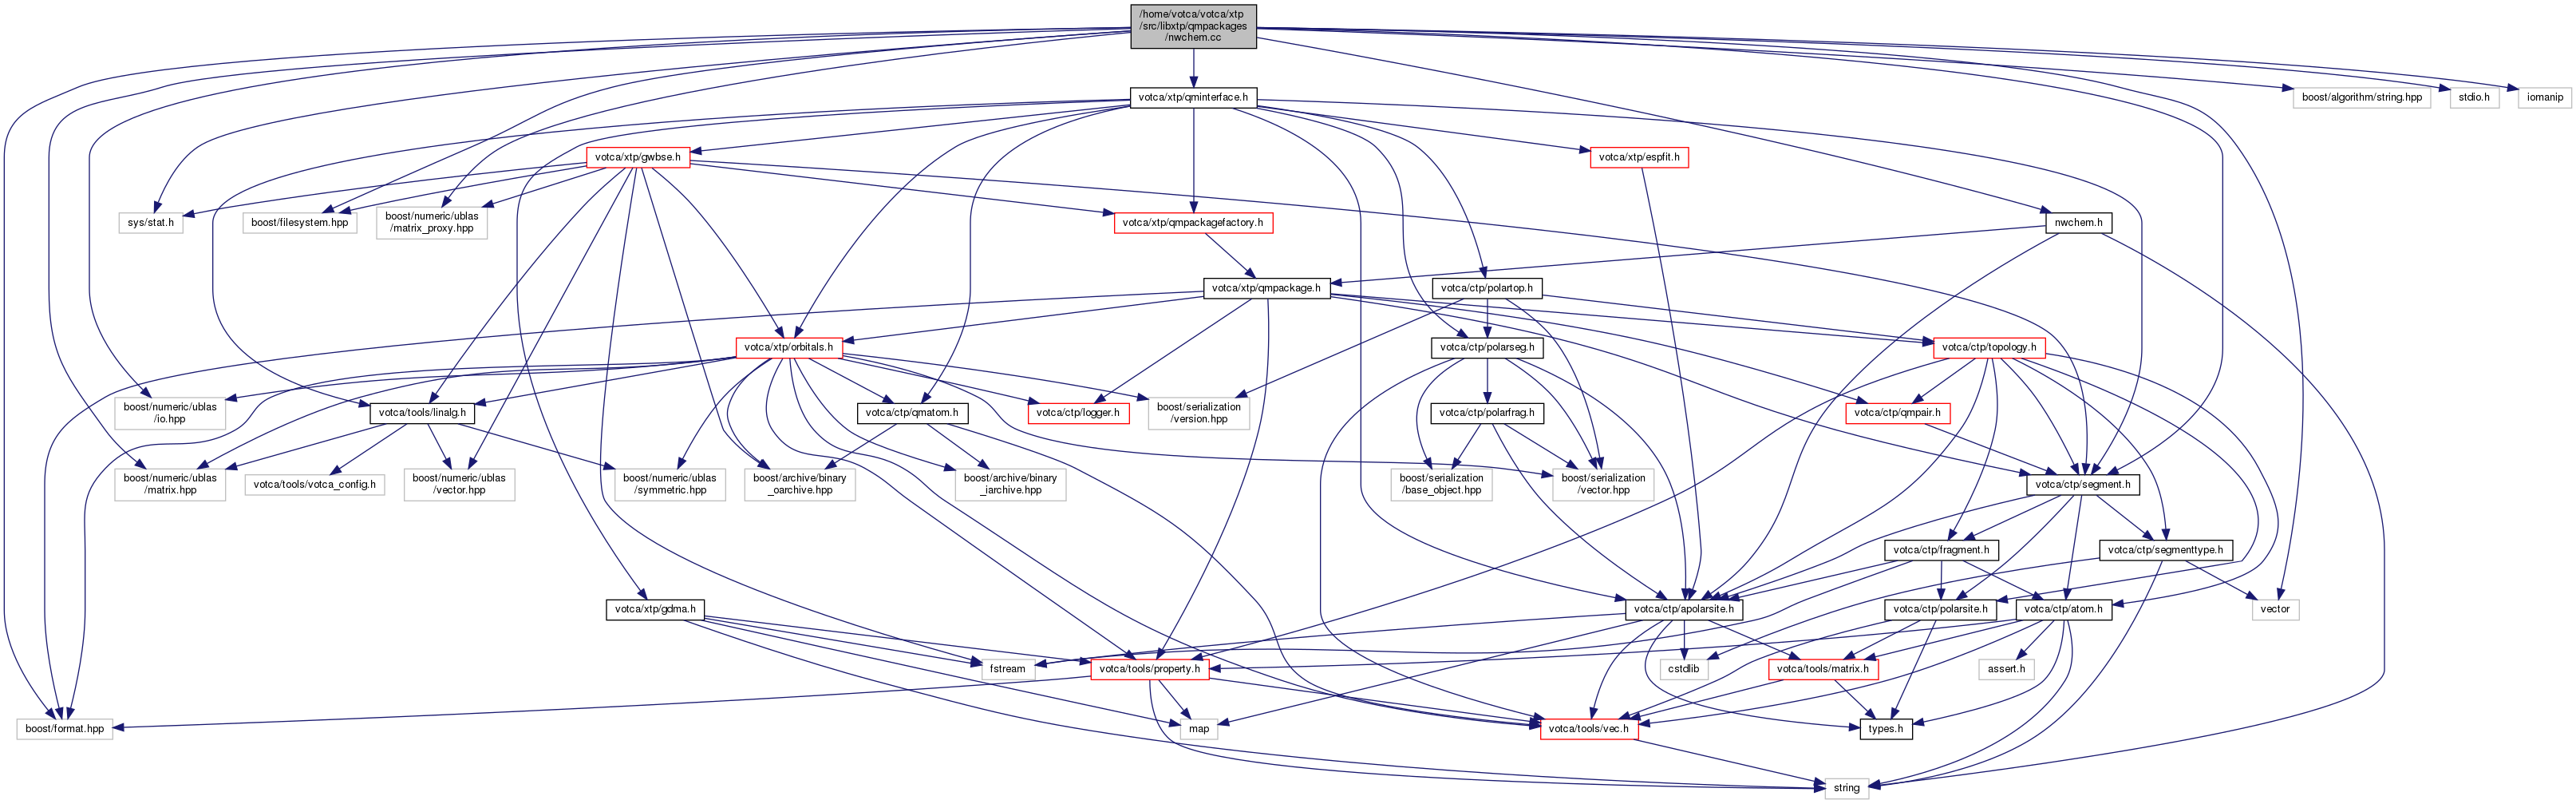 /home/votca/votca/xtp
/src/libxtp/qmpackages
/nwchem.cc
votca/xtp/qminterface.h
boost/algorithm/string.hpp
stdio.h
iomanip
votca/xtp/gwbse.h
votca/xtp/espfit.h
sys/stat.h
boost/filesystem.hpp
boost/numeric/ublas
/matrix_proxy.hpp
votca/xtp/qmpackagefactory.h
nwchem.h
votca/xtp/qmpackage.h
votca/ctp/polartop.h
votca/xtp/orbitals.h
votca/ctp/polarseg.h
votca/ctp/topology.h
boost/numeric/ublas
/io.hpp
votca/tools/linalg.h
votca/ctp/qmatom.h
votca/ctp/logger.h
boost/serialization
/version.hpp
votca/ctp/polarfrag.h
votca/ctp/qmpair.h
boost/numeric/ublas
/matrix.hpp
votca/tools/votca_config.h
boost/numeric/ublas
/vector.hpp
boost/numeric/ublas
/symmetric.hpp
boost/archive/binary
_oarchive.hpp
boost/archive/binary
_iarchive.hpp
boost/serialization
/base_object.hpp
boost/serialization
/vector.hpp
votca/ctp/segment.h
votca/ctp/fragment.h
votca/ctp/segmenttype.h
votca/xtp/gdma.h
votca/ctp/apolarsite.h
votca/ctp/polarsite.h
votca/ctp/atom.h
vector
fstream
votca/tools/property.h
cstdlib
votca/tools/matrix.h
assert.h
boost/format.hpp
map
votca/tools/vec.h
types.h
string